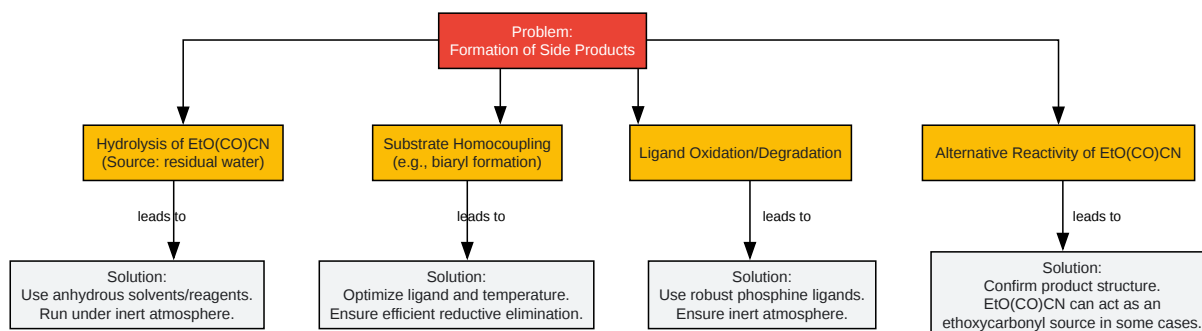 Problem:
Formation of Side Products
Hydrolysis of EtO(CO)CN
(Source: residual water)
Substrate Homocoupling
(e.g., biaryl formation)
Ligand Oxidation/Degradation
Alternative Reactivity of EtO(CO)CN
leads to
leads to
leads to
leads to
Solution:
Use anhydrous solvents/reagents.
Run under inert atmosphere.
Solution:
Optimize ligand and temperature.
Ensure efficient reductive elimination.
Solution:
Use robust phosphine ligands.
Ensure inert atmosphere.
Solution:
Confirm product structure.
EtO(CO)CN can act as an
ethoxycarbonyl source in some cases.